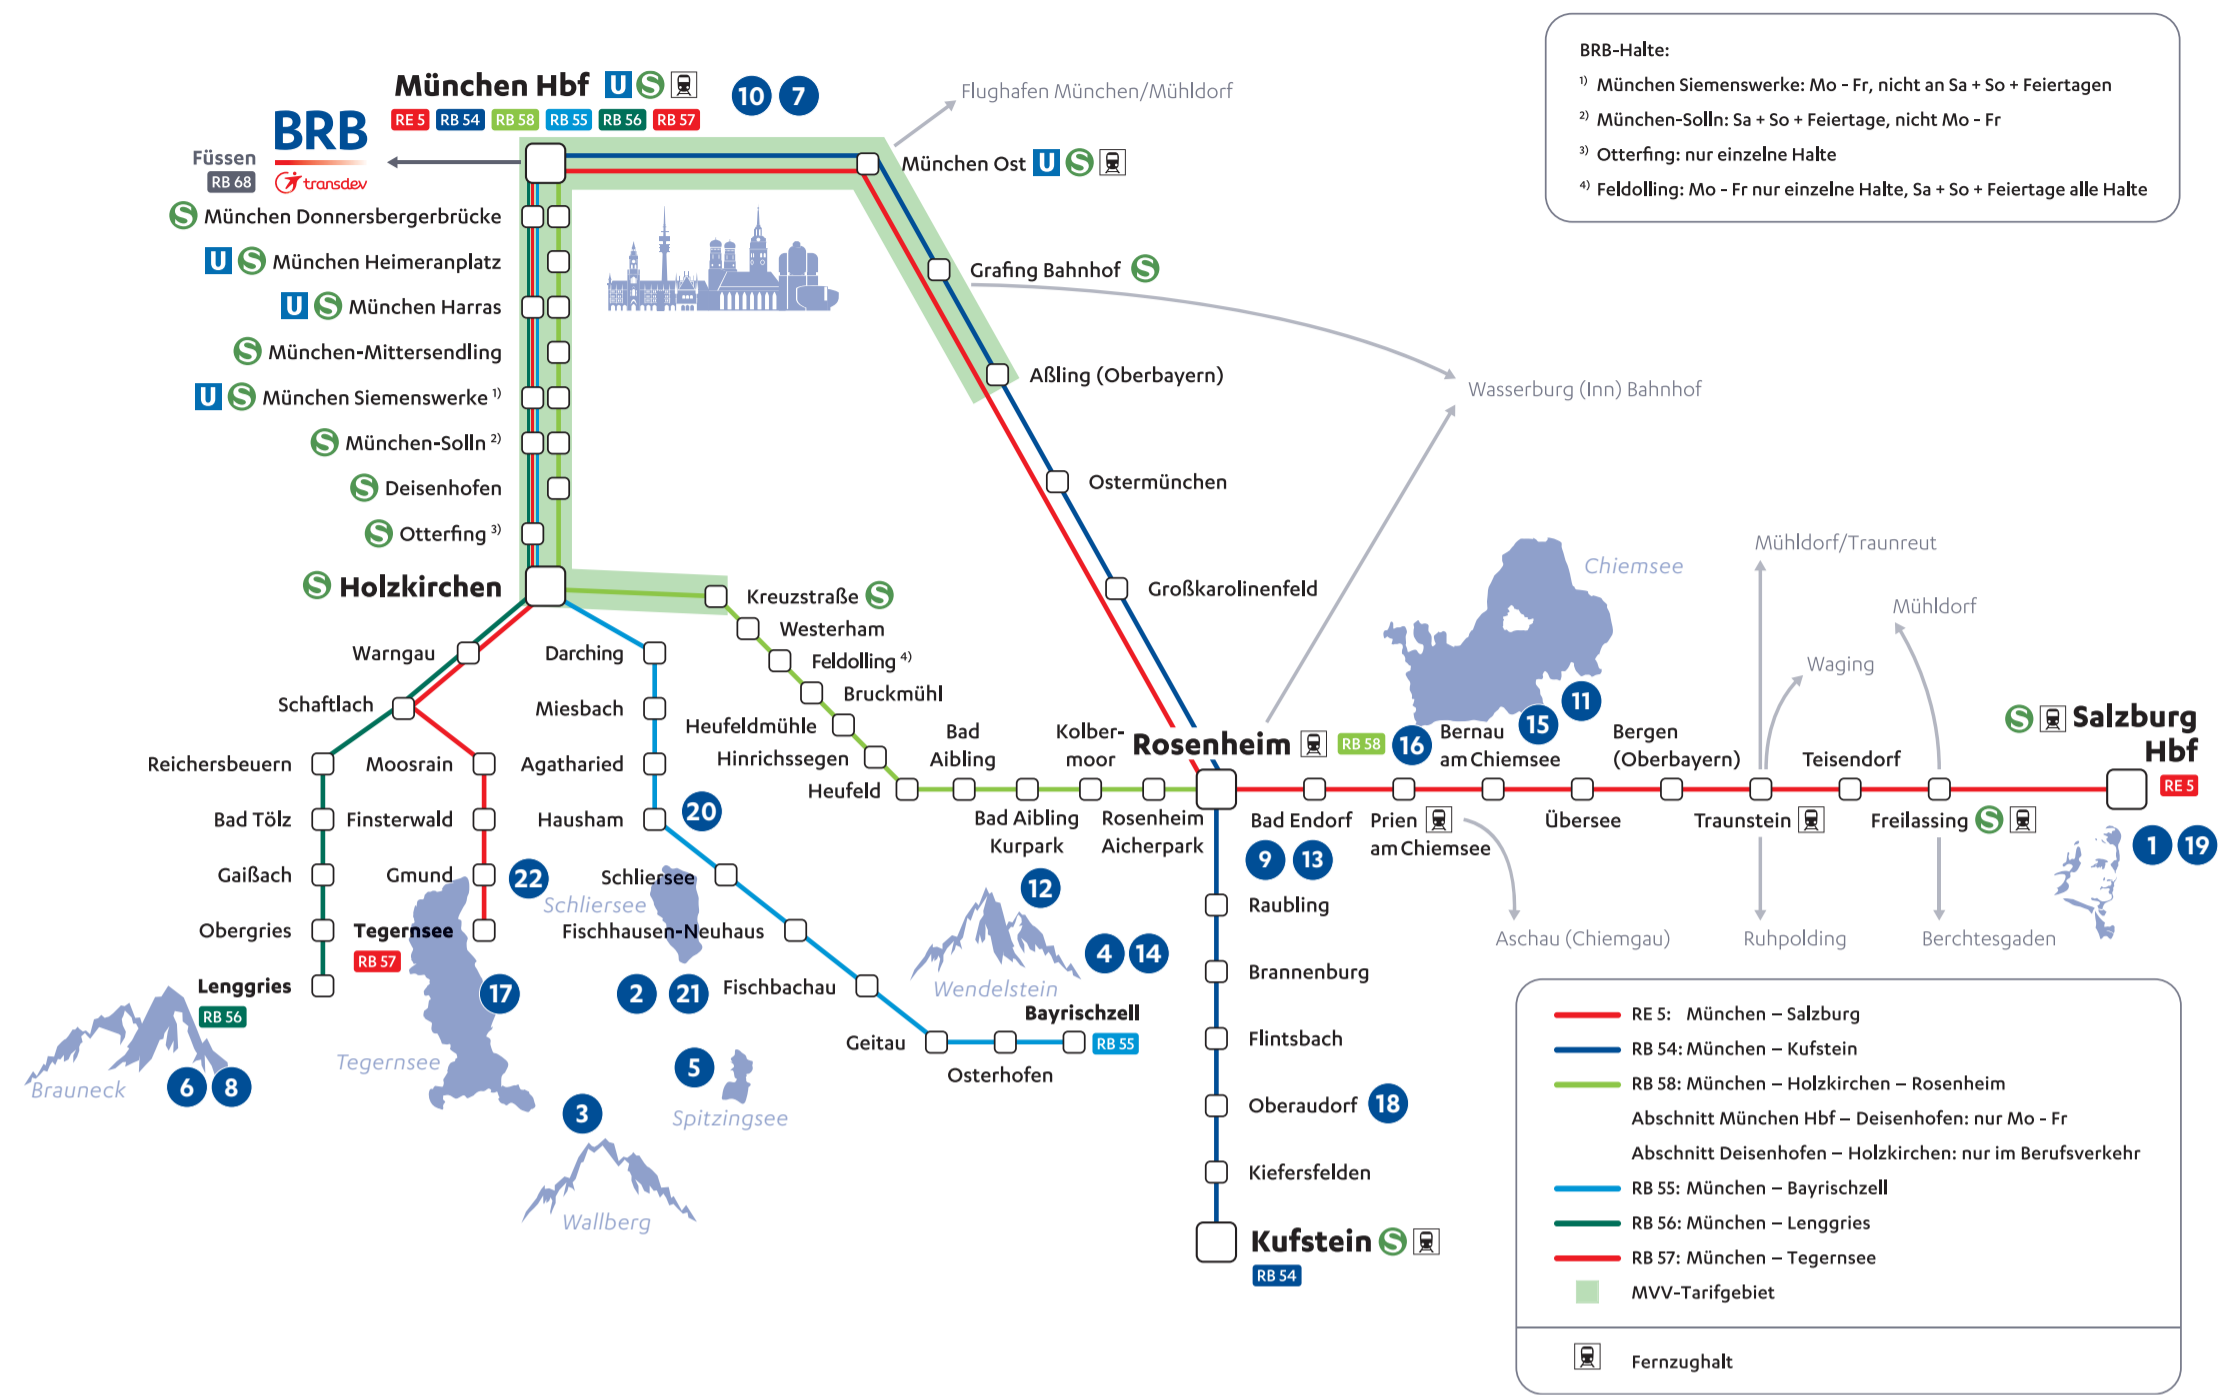 BRB-Halte:
1) München Siemenswerke: Mo - Fr, nicht an Sa + So + Feiertagen
2) München-Solln: Sa + So + Feiertage, nicht Mo - Fr
3) Otterfing: nur einzelne Halte
4) Feldolling: Mo - Fr nur einzelne Halte, Sa + So + Feiertage alle Halte
München Hbf U S
RE 5 RB 54 RB 58 RB 55 RB 56 RB 57
10 7
Flughafen München/Mühldorf
BRB
transdev
Füssen
RB 68
München Ost U S
S München Donnersbergerbrücke
U S München Heimeranplatz
U S München Harras
S München-Mittersendling
U S München Siemenswerke 1)
S München-Solln 2)
S Deisenhofen
S Otterfing 3)
S Holzkirchen
Grafing Bahnhof S
Aßling (Oberbayern)
Ostermünchen
Großkarolinenfeld
Wasserburg (Inn) Bahnhof
Kreuzstraße S
Westerham
Feldolling 4)
Bruckmühl
Heufeldmühle
Hinrichssegen
Heufeld
Bad
Aibling
Bad Aibling
Kurpark
Kolber-
moor
Rosenheim
Aicherpark
Rosenheim RB 58
16
Chiemsee
15
11
Bad Endorf
9 13
Prien
am Chiemsee
Bernau
am Chiemsee
Übersee
Bergen
(Oberbayern)
Traunstein
Teisendorf
Freilassing S
S Salzburg
Hbf
RE 5
1 19
Mühldorf/Traunreut
Mühldorf
Waging
Aschau (Chiemgau)
Ruhpolding
Berchtesgaden
Warngau
Schaftlach
Reichersbeuern
Bad Tölz
Gaißach
Obergries
Lenggries
RB 56
Brauneck
6 8
Moosrain
Finsterwald
Gmund
22
Tegernsee
RB 57
17
Tegernsee
Darching
Miesbach
Agatharied
Hausham
20
Schliersee
Schliersee
Fischhausen-Neuhaus
2 21
Fischbachau
Geitau
Osterhofen
Bayrischzell
RB 55
5
Spitzingsee
3
Wallberg
12
4 14
Wendelstein
Raubling
Brannenburg
Flintsbach
Oberaudorf 18
Kiefersfelden
Kufstein S
RB 54
RE 5: München – Salzburg
RB 54: München – Kufstein
RB 58: München – Holzkirchen – Rosenheim
Abschnitt München Hbf – Deisenhofen: nur Mo - Fr
Abschnitt Deisenhofen – Holzkirchen: nur im Berufsverkehr
RB 55: München – Bayrischzell
RB 56: München – Lenggries
RB 57: München – Tegernsee
MVV-Tarifgebiet
Fernzughalt